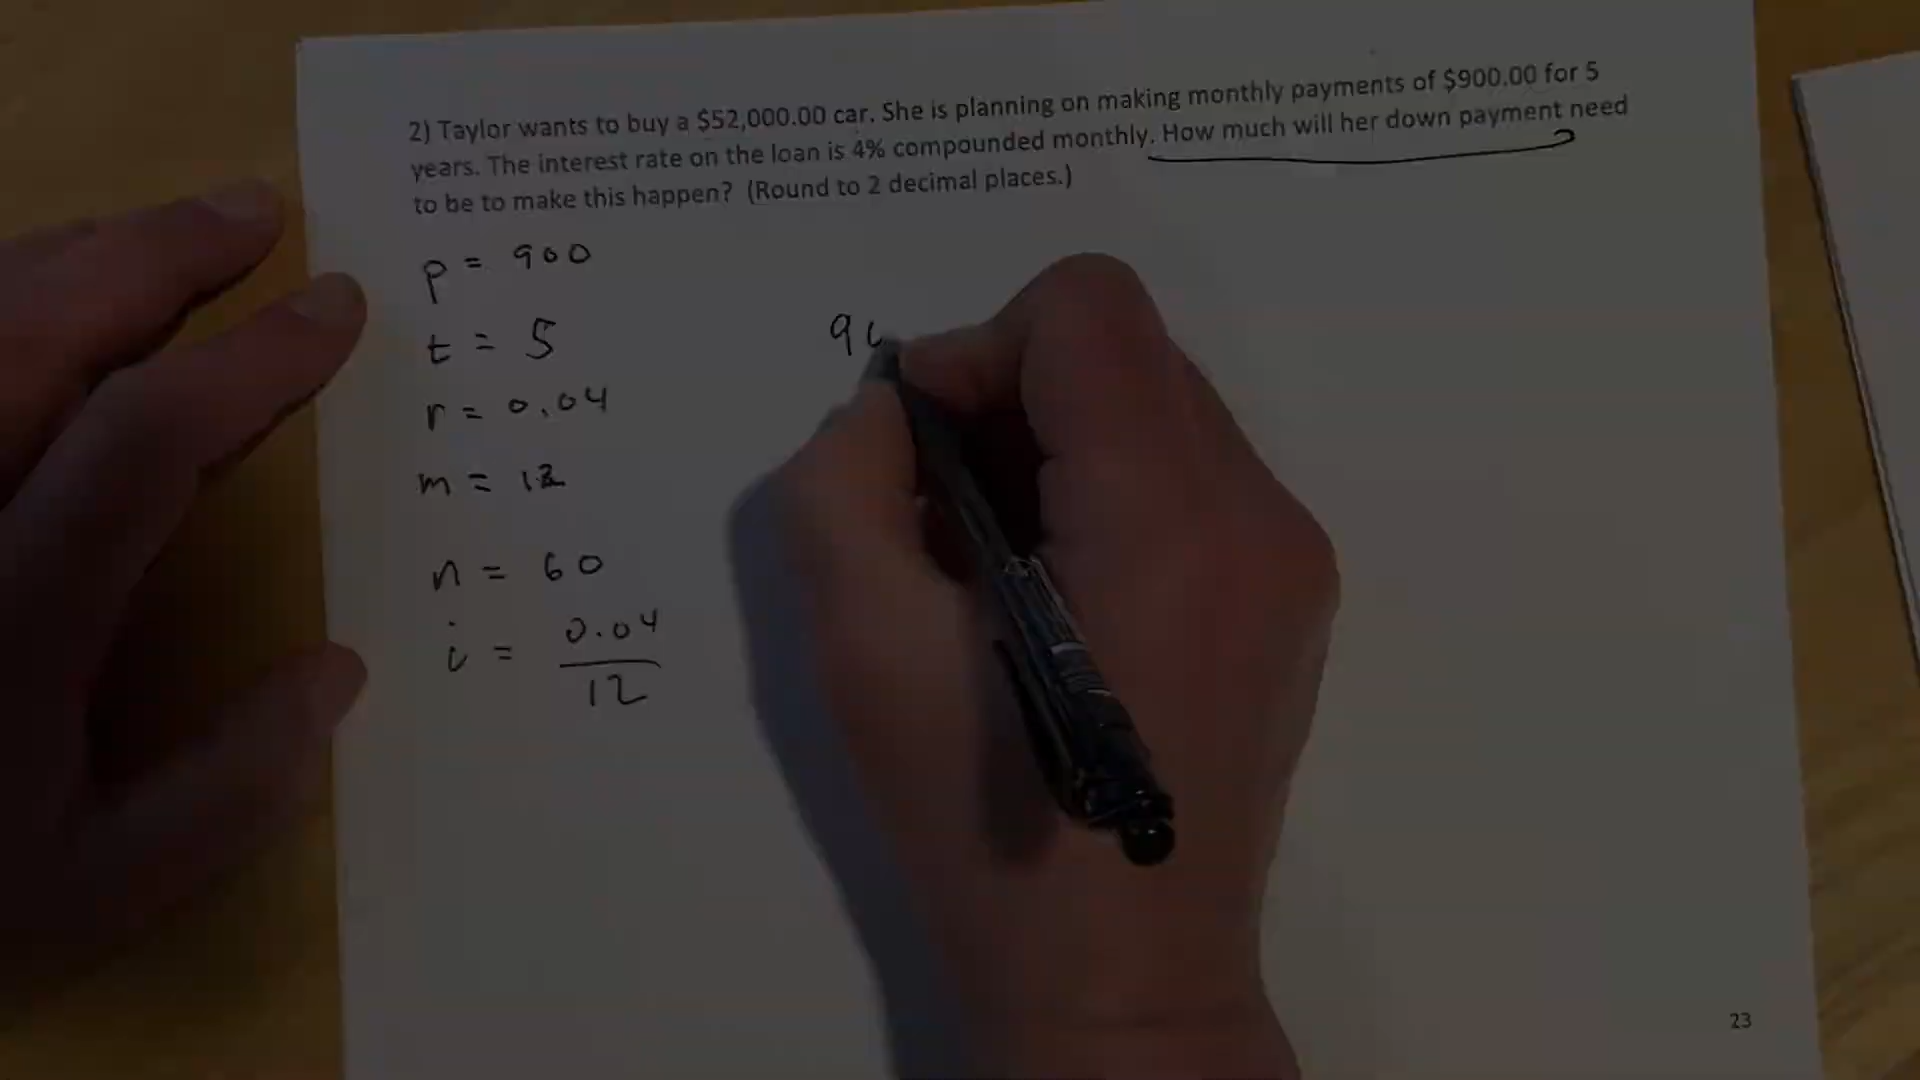 2) Taylor wants to buy a $52,000.00 car. She is planning on making monthly payments of $900.00 for 5
years. The interest rate on the loan is 4% compounded monthly. How much will her down payment need
to be to make this happen? (Round to 2 decimal places.)
p = 900
t = 5
r = 0.04
m = 12
n = 60
i = 0.04
12
9
23